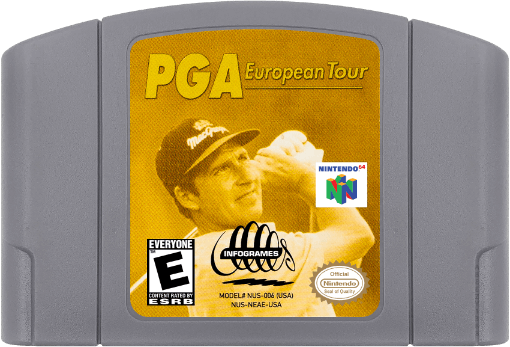 PGA European Tour
MacGregor
NINTENDO 64
N
EVERYONE
E
CONTENT RATED BY
ESRB
INFOGRAMES
MODEL# NUS-006 (USA)
NUS-NEAE-USA
Official
Nintendo
Seal of Quality